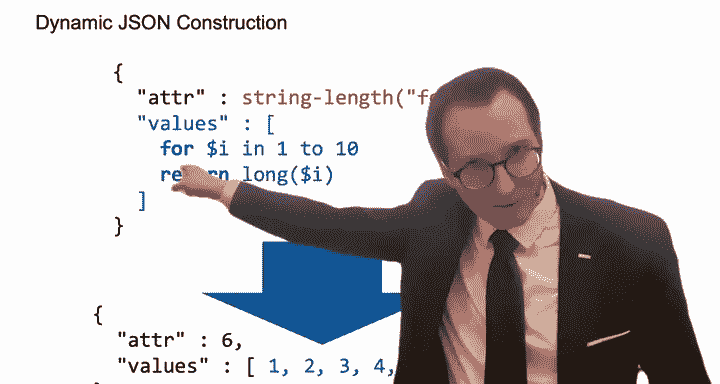 Dynamic JSON Construction
{
"attr" : string-length("f
"values" : [
for $i in 1 to 10
return long($i)
]
}
{
"attr" : 6,
"values" : [ 1, 2, 3, 4,